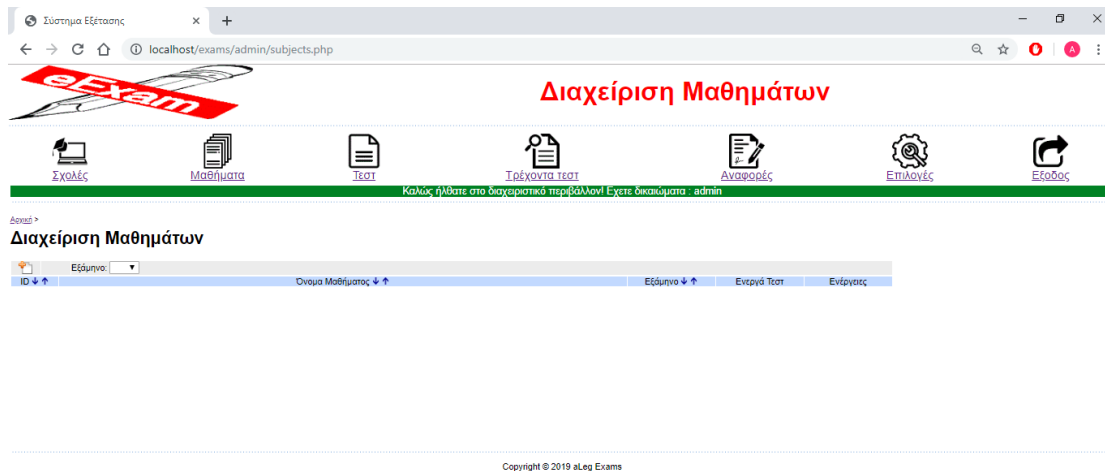 Σύστημα Εξέτασης
localhost/exams/admin/subjects.php
A
eExam
Διαχείριση Μαθημάτων
Σχολές Μαθήματα Τεστ Τρέχοντα τεστ Αναφορές Επιλογές Εξοδος
Καλώς ήλθατε στο διαχειριστικό περιβάλλον! Εχετε δικαιώματα : admin
Αρχική >
Διαχείριση Μαθημάτων
Εξάμηνο:
ID Όνομα Μαθήματος Εξάμηνο Ενεργά Τεστ Ενέργειες
Copyright © 2019 aLeg Exams